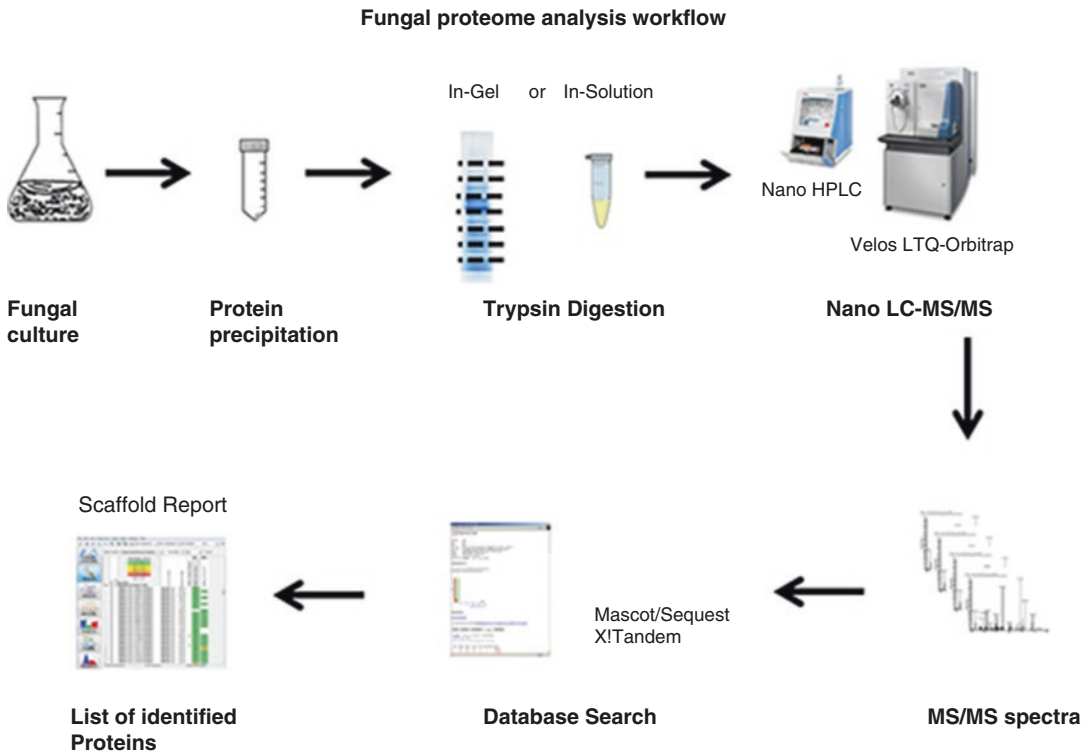 Fungal proteome analysis workflow
In-Gel or In-Solution
Nano HPLC
Velos LTQ-Orbitrap
Fungal
culture
Protein
precipitation
Trypsin Digestion
Nano LC-MS/MS
Scaffold Report
Mascot/Sequest
X!Tandem
List of identified
Proteins
Database Search
MS/MS spectra